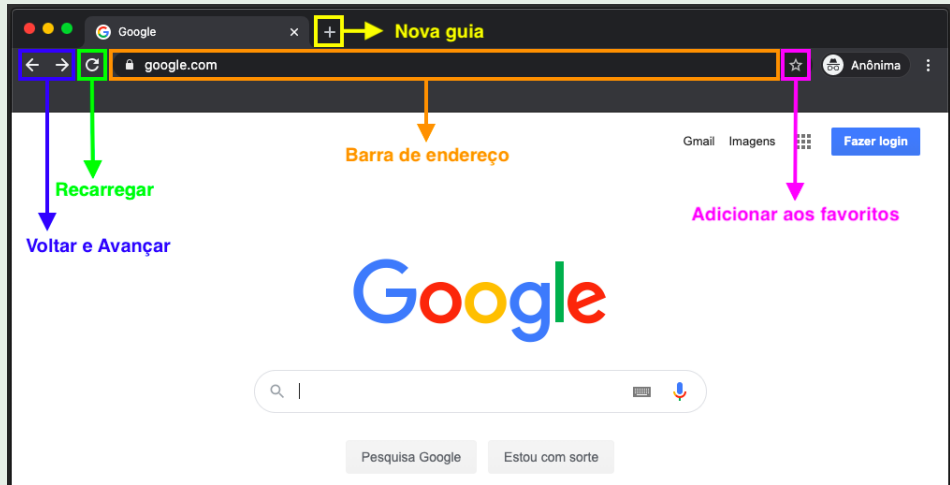 Google
Nova guia
google.com
Anônima
Gmail Imagens
Fazer login
Barra de endereço
Recarregar
Adicionar aos favoritos
Voltar e Avançar
Google
Pesquisa Google
Estou com sorte